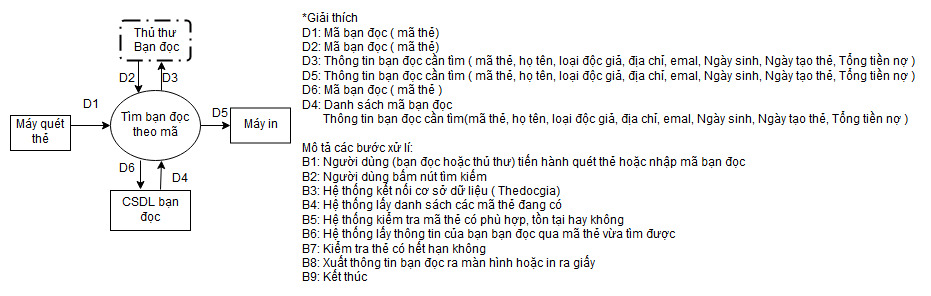 Thủ thư
Bạn đọc
D2
D3
D1
Máy quét
thẻ
Tìm bạn đọc
theo mã
D5
Máy in
D6
D4
CSDL bạn
đọc
*Giải thích
D1: Mã bạn đọc ( mã thẻ)
D2: Mã bạn đọc ( mã thẻ)
D3: Thông tin bạn đọc cần tìm ( mã thẻ, họ tên, loại độc giả, địa chỉ, emal, Ngày sinh, Ngày tạo thẻ, Tổng tiền nợ )
D5: Thông tin bạn đọc cần tìm ( mã thẻ, họ tên, loại độc giả, địa chỉ, emal, Ngày sinh, Ngày tạo thẻ, Tổng tiền nợ )
D6: Mã bạn đọc ( mã thẻ )
D4: Danh sách mã bạn đọc
Thông tin bạn đọc cần tìm(mã thẻ, họ tên, loại độc giả, địa chỉ, emal, Ngày sinh, Ngày tạo thẻ, Tổng tiền nợ )
Mô tả các bước xử lí:
B1: Người dùng (bạn đọc hoặc thủ thư) tiến hành quét thẻ hoặc nhập mã bạn đọc
B2: Người dùng bấm nút tìm kiếm
B3: Hệ thống kết nối cơ sở dữ liệu ( Thedocgia)
B4: Hệ thống lấy danh sách các mã thẻ đang có
B5: Hệ thống kiểm tra mã thẻ có phù hợp, tồn tại hay không
B6: Hệ thống lấy thông tin của bạn bạn đọc qua mã thẻ vừa tìm được
B7: Kiểm tra thẻ có hết hạn không
B8: Xuất thông tin bạn đọc ra màn hình hoặc in ra giấy
B9: Kết thúc